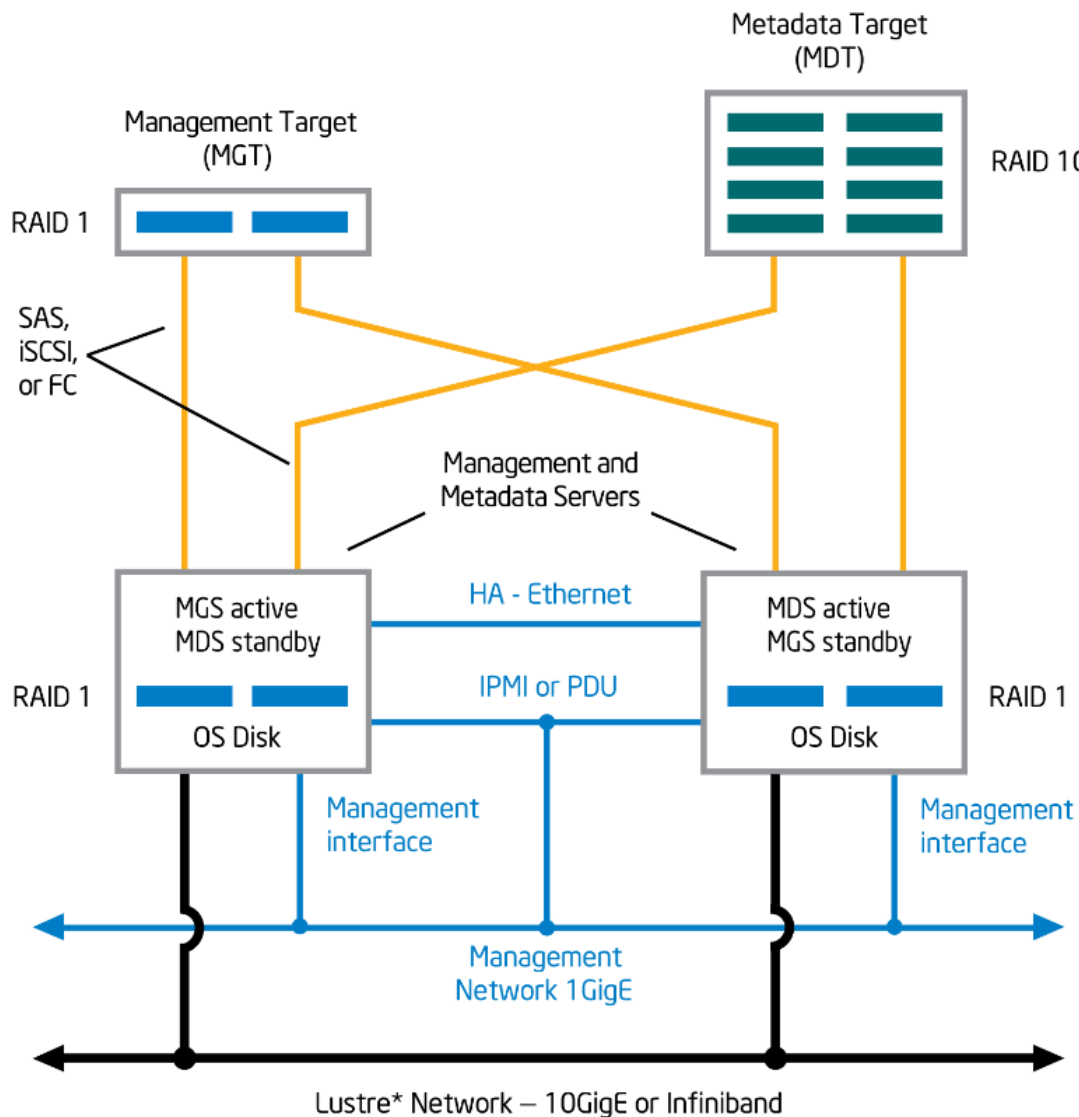 Metadata Target
(MDT)
Management Target
(MGT)
RAID 10
RAID 1
SAS,
iSCSI,
or FC
Management and
Metadata Servers
MGS active
MDS standby
HA - Ethernet
MDS active
MGS standby
RAID 1
IPMI or PDU
RAID 1
OS Disk
OS Disk
Management
interface
Management
interface
Management
Network 1GigE
Lustre* Network – 10GigE or Infiniband